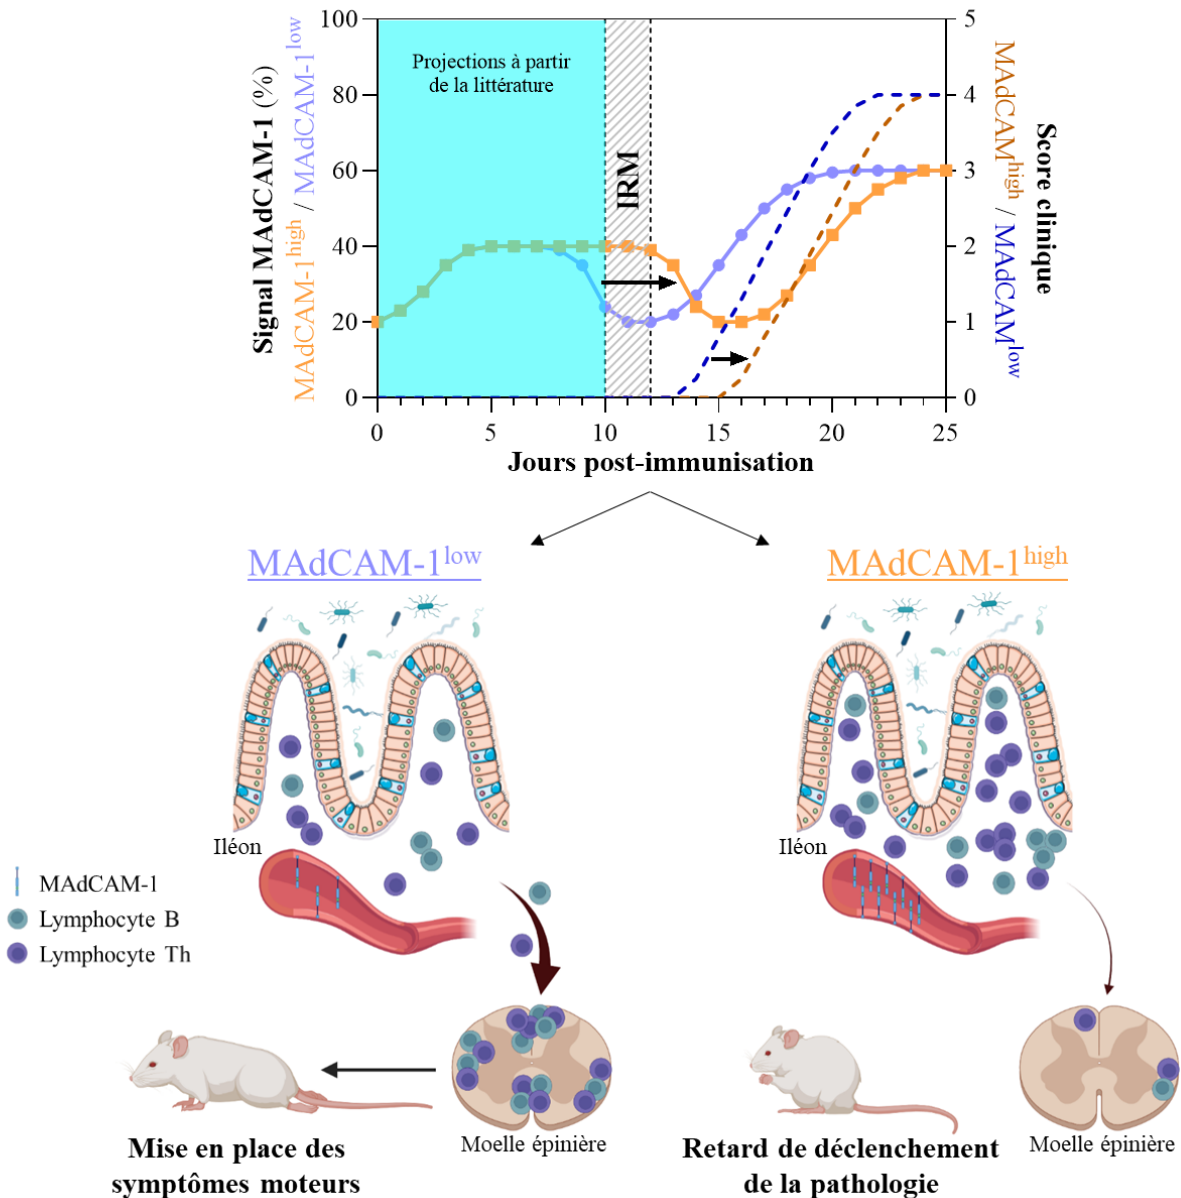 Signal MAdCAM-1 (%)
MAdCAM-1high / MAdCAM-1low
100
80
60
40
20
0
Projections à partir
de la littérature
IRM
5
4
3
2
1
0
MAdCAMhigh / MAdCAMlow
Score clinique
0
5
10
15
20
25
Jours post-immunisation
MAdCAM-1low
MAdCAM-1high
Iléon
Iléon
MAdCAM-1
Lymphocyte B
Lymphocyte Th
Moelle épinière
Moelle épinière
Mise en place des
symptômes moteurs
Retard de déclenchement
de la pathologie